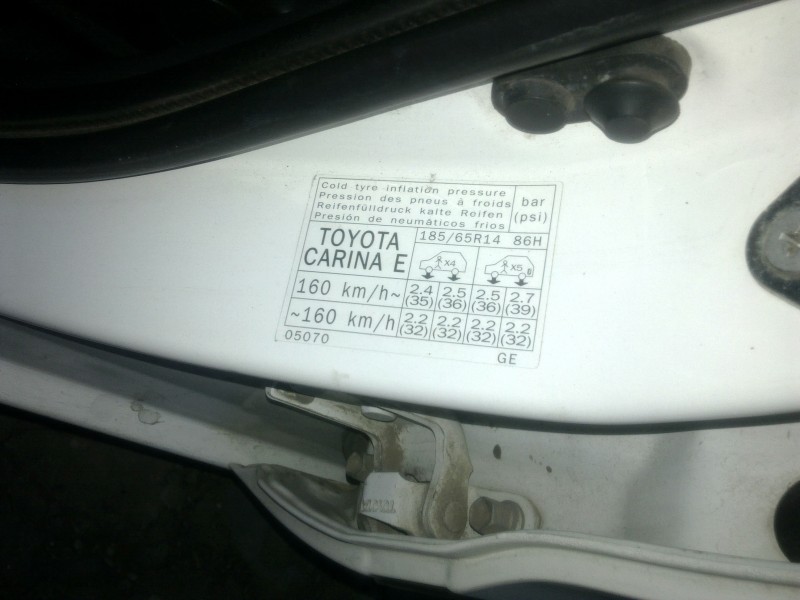 Cold tyre inflation pressure
Pression des pneus à froids
Reifenfülldruck kalte Reifen
Presión de neumáticos frios
bar
(psi)
TOYOTA
CARINA E
185/65R14 86H
X4 X5
160 km/h~ 2.4 2.5 2.5 2.7
(35) (36) (36) (39)
~160 km/h 2.2 2.2 2.2 2.2
(32) (32) (32) (32)
05070
GE